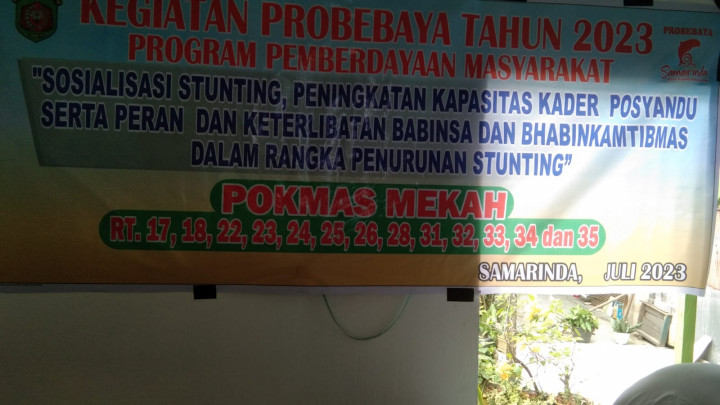 KEGIATAN PROBEBAYA TAHUN 2023
PROGRAM PEMBERDAYAAN MASYARAKAT
PROBEBAYA
Samarinda
"SOSIALISASI STUNTING, PENINGKATAN KAPASITAS KADER POSYANDU
SERTA PERAN DAN KETERLIBATAN BABINSA DAN BHABINKAMTIBMAS
DALAM RANGKA PENURUNAN STUNTING"
POKMAS MEKAH
RT. 17, 18, 22, 23, 24, 25, 26, 28, 31, 32, 33, 34 dan 35
SAMARINDA, JULI 2023